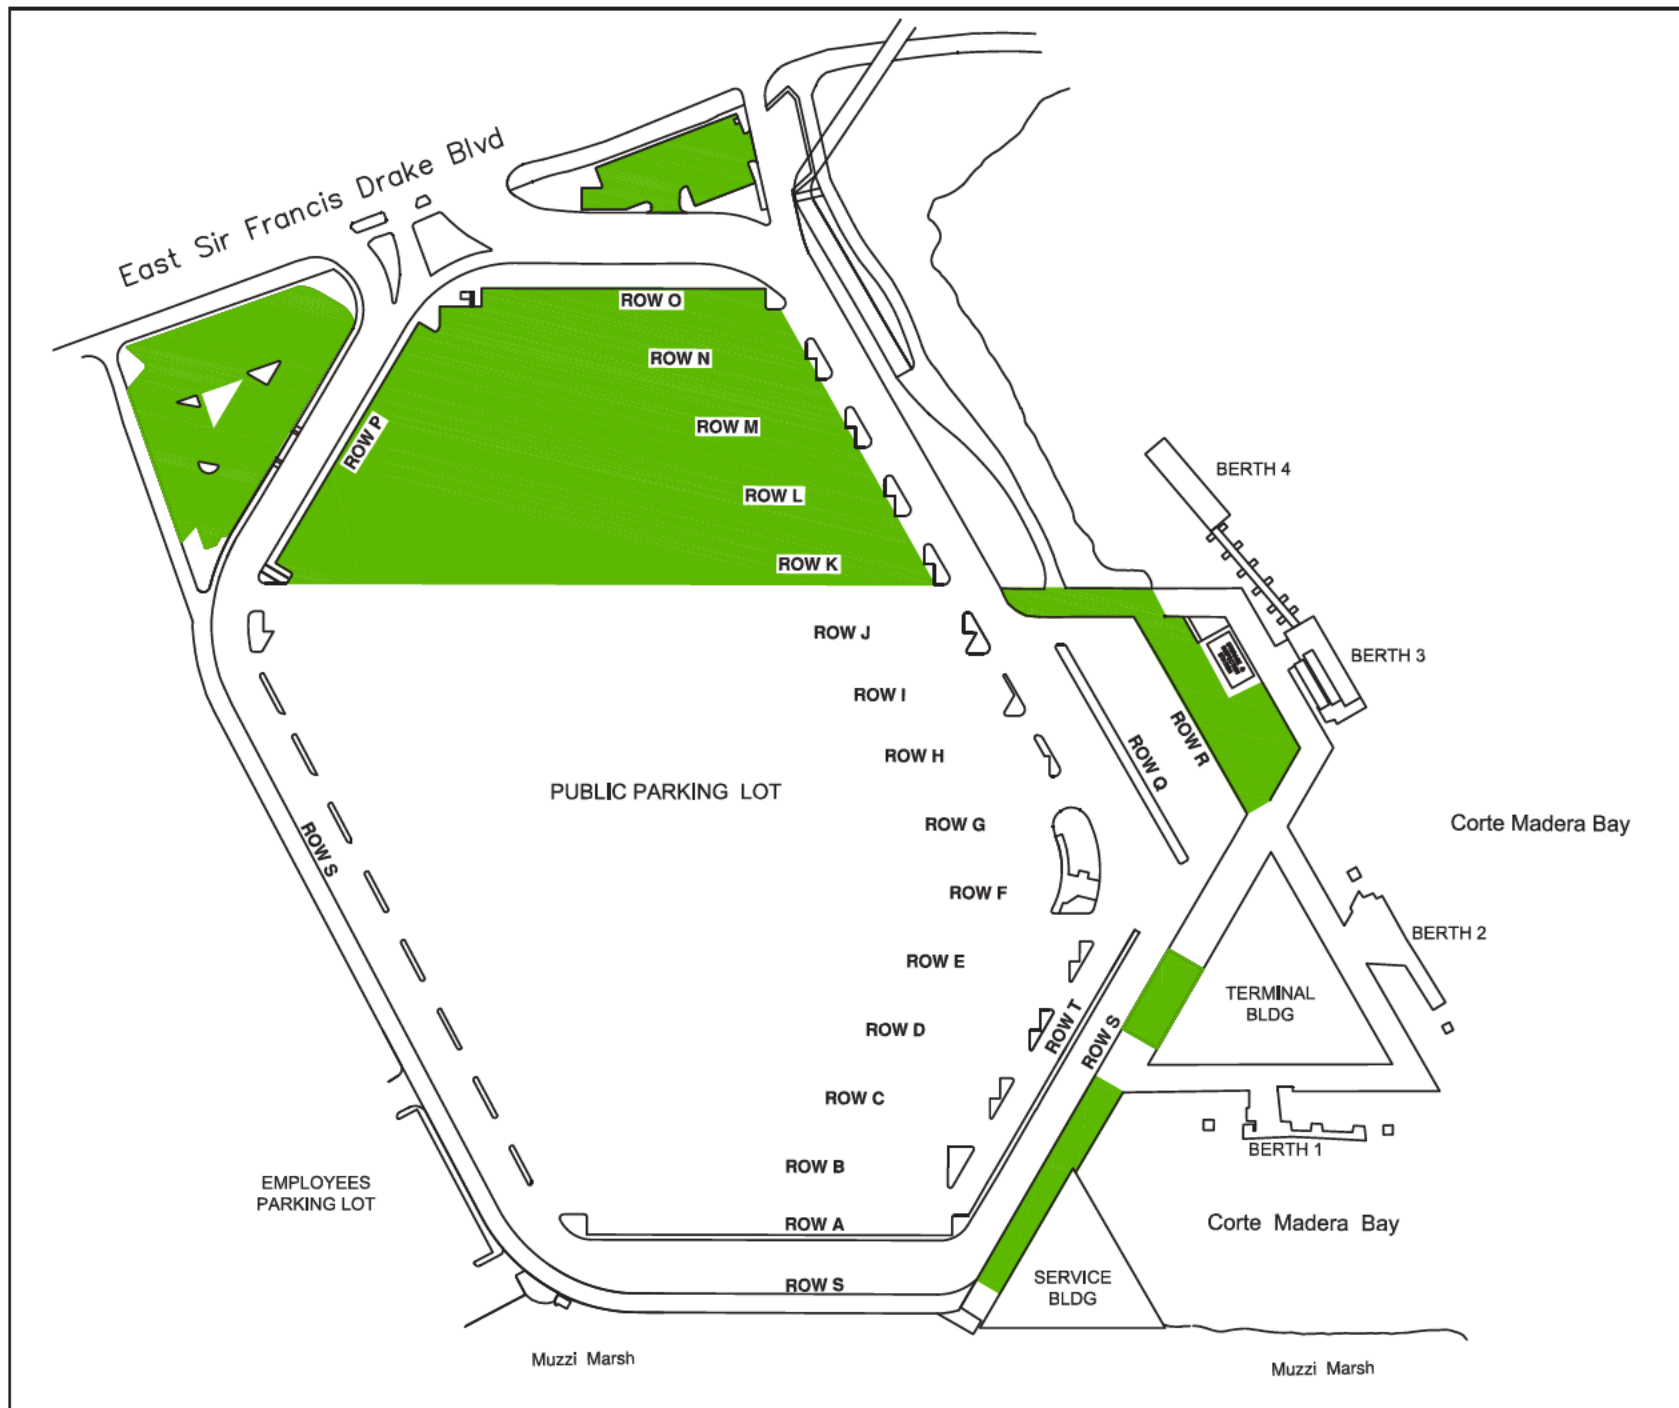 East Sir Francis Drake Blvd
ROW O
ROW N
ROW M
ROW P
ROW L
ROW K
BERTH 4
ROW J
BERTH 3
ROW I
ROW R
ROW H
ROW Q
PUBLIC PARKING LOT
ROW G
Corte Madera Bay
ROW S
ROW F
BERTH 2
ROW E
TERMINAL
BLDG
ROW T
ROW S
ROW D
ROW C
BERTH 1
ROW B
EMPLOYEES
PARKING LOT
ROW A
Corte Madera Bay
ROW S
SERVICE
BLDG
Muzzi Marsh
Muzzi Marsh